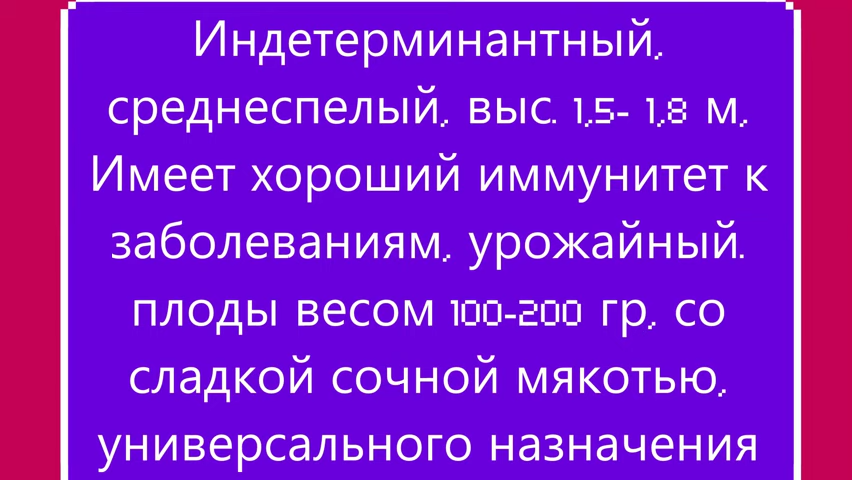 Индетерминантный,
среднеспелый, выс. 1,5- 1,8 м,
Имеет хороший иммунитет к
заболеваниям, урожайный.
плоды весом 100-200 гр, со
сладкой сочной мякотью,
универсального назначения